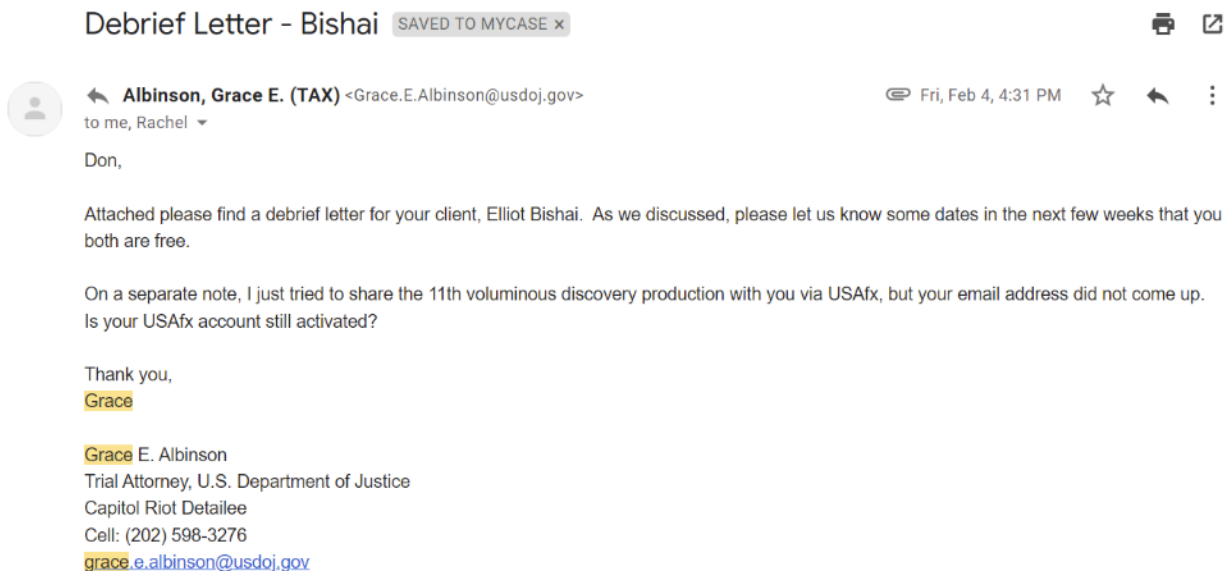 Debrief Letter - Bishai SAVED TO MYCASE ×
Albinson, Grace E. (TAX) <Grace.E.Albinson@usdoj.gov> Fri, Feb 4, 4:31 PM
to me, Rachel
Don,
Attached please find a debrief letter for your client, Elliot Bishai. As we discussed, please let us know some dates in the next few weeks that you
both are free.
On a separate note, I just tried to share the 11th voluminous discovery production with you via USAfx, but your email address did not come up.
Is your USAfx account still activated?
Thank you,
Grace
Grace E. Albinson
Trial Attorney, U.S. Department of Justice
Capitol Riot Detailee
Cell: (202) 598-3276
grace.e.albinson@usdoj.gov